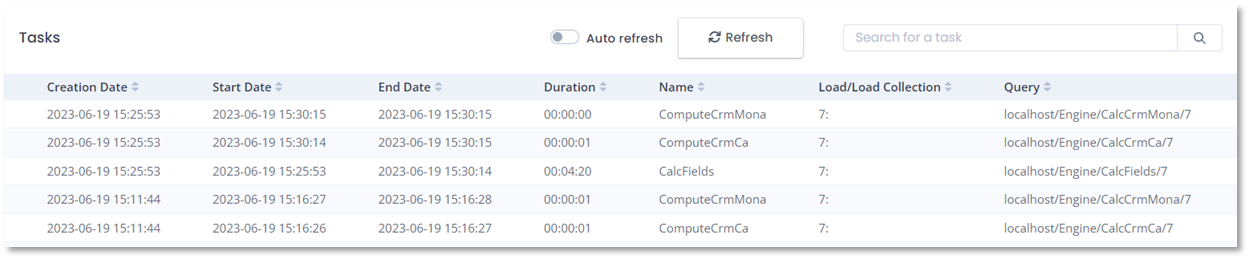 Tasks Auto refresh Refresh Search for a task
Creation Date Start Date End Date Duration Name Load/Load Collection Query
2023-06-19 15:25:53 2023-06-19 15:30:15 2023-06-19 15:30:15 00:00:00 ComputeCrmMona 7: localhost/Engine/CalcCrmMona/7
2023-06-19 15:25:53 2023-06-19 15:30:14 2023-06-19 15:30:15 00:00:01 ComputeCrmCa 7: localhost/Engine/CalcCrmCa/7
2023-06-19 15:25:53 2023-06-19 15:25:53 2023-06-19 15:30:14 00:04:20 CalcFields 7: localhost/Engine/CalcFields/7
2023-06-19 15:11:44 2023-06-19 15:16:27 2023-06-19 15:16:28 00:00:01 ComputeCrmMona 7: localhost/Engine/CalcCrmMona/7
2023-06-19 15:11:44 2023-06-19 15:16:26 2023-06-19 15:16:27 00:00:01 ComputeCrmCa 7: localhost/Engine/CalcCrmCa/7